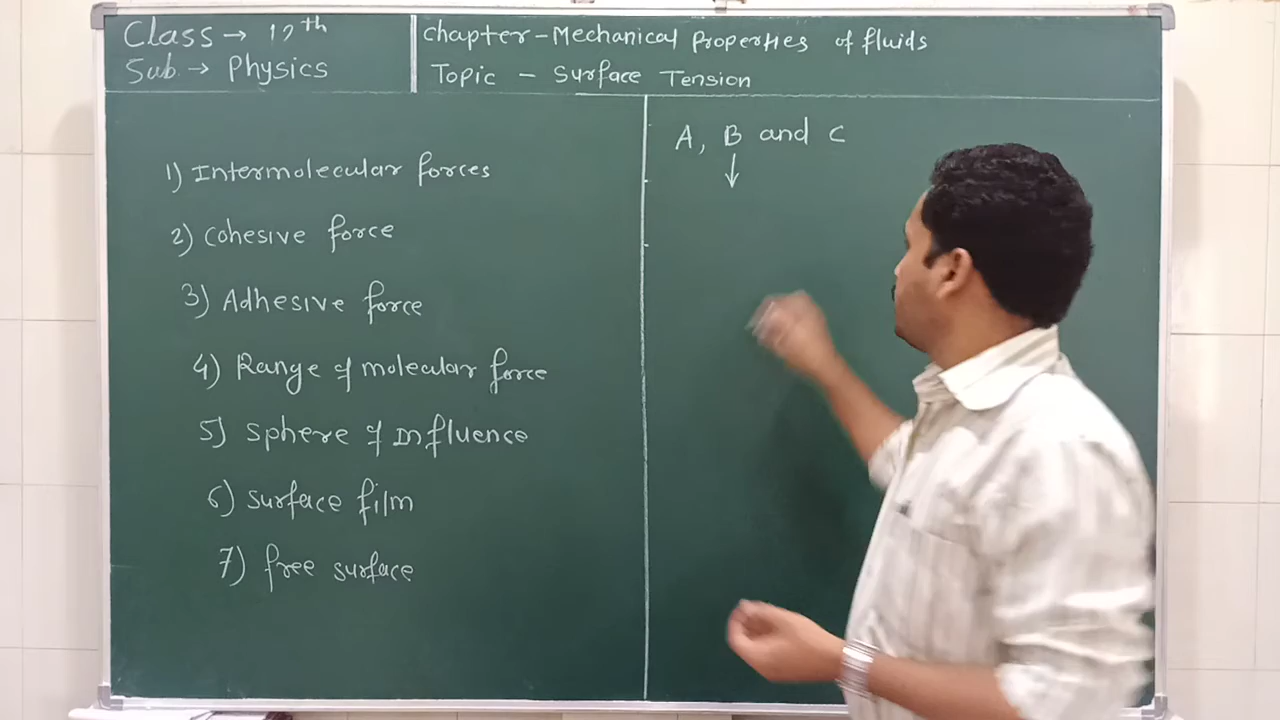 Class → 12th
Sub. → Physics
Chapter - Mechanical Properties of fluids
Topic - Surface Tension
1) Intermolecular forces
2) Cohesive force
3) Adhesive force
4) Range of molecular force
5) Sphere of Influence
6) Surface film
7) free surface
A, B and C
↓